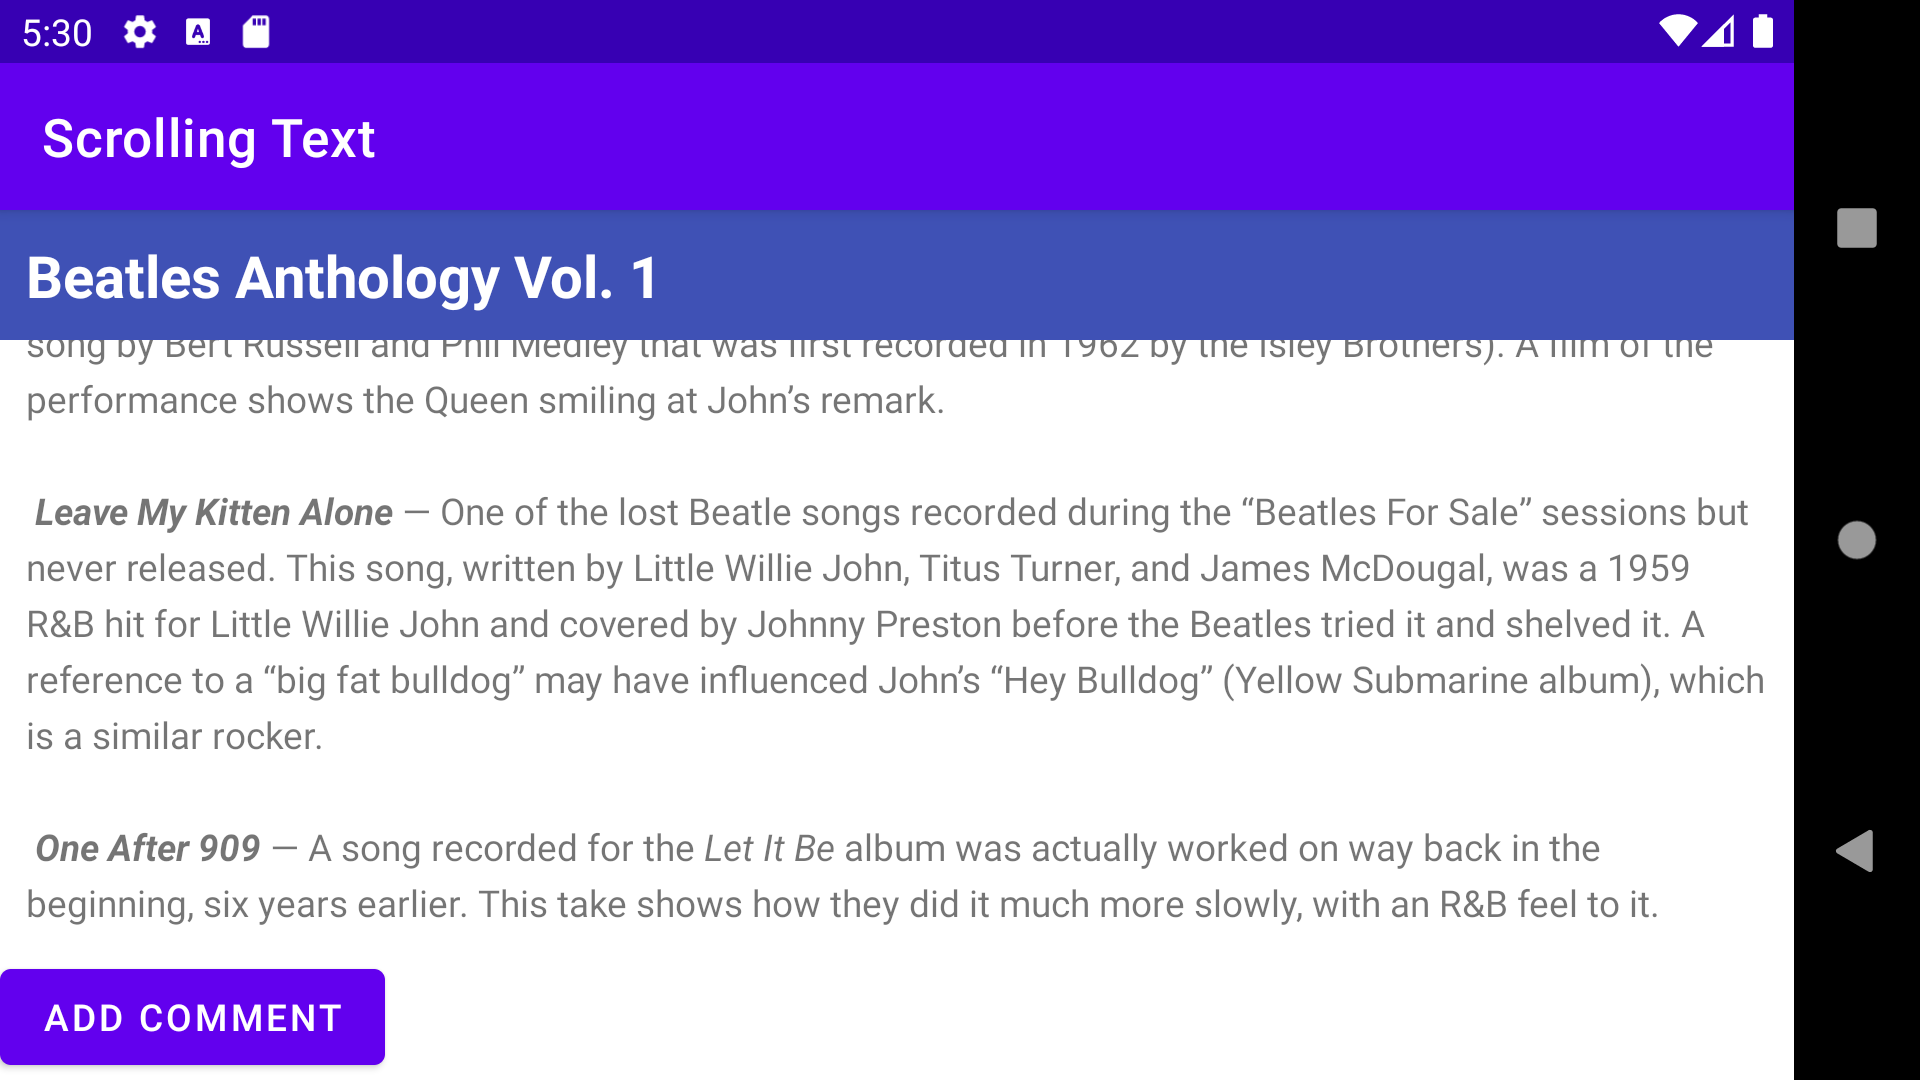 5:30
Scrolling Text
Beatles Anthology Vol. 1
song by Bert Russell and Phil Medley that was first recorded in 1962 by the Isley Brothers). A film of the
performance shows the Queen smiling at John’s remark.
Leave My Kitten Alone — One of the lost Beatle songs recorded during the “Beatles For Sale” sessions but
never released. This song, written by Little Willie John, Titus Turner, and James McDougal, was a 1959
R&B hit for Little Willie John and covered by Johnny Preston before the Beatles tried it and shelved it. A
reference to a “big fat bulldog” may have influenced John’s “Hey Bulldog” (Yellow Submarine album), which
is a similar rocker.
One After 909 — A song recorded for the Let It Be album was actually worked on way back in the
beginning, six years earlier. This take shows how they did it much more slowly, with an R&B feel to it.
ADD COMMENT